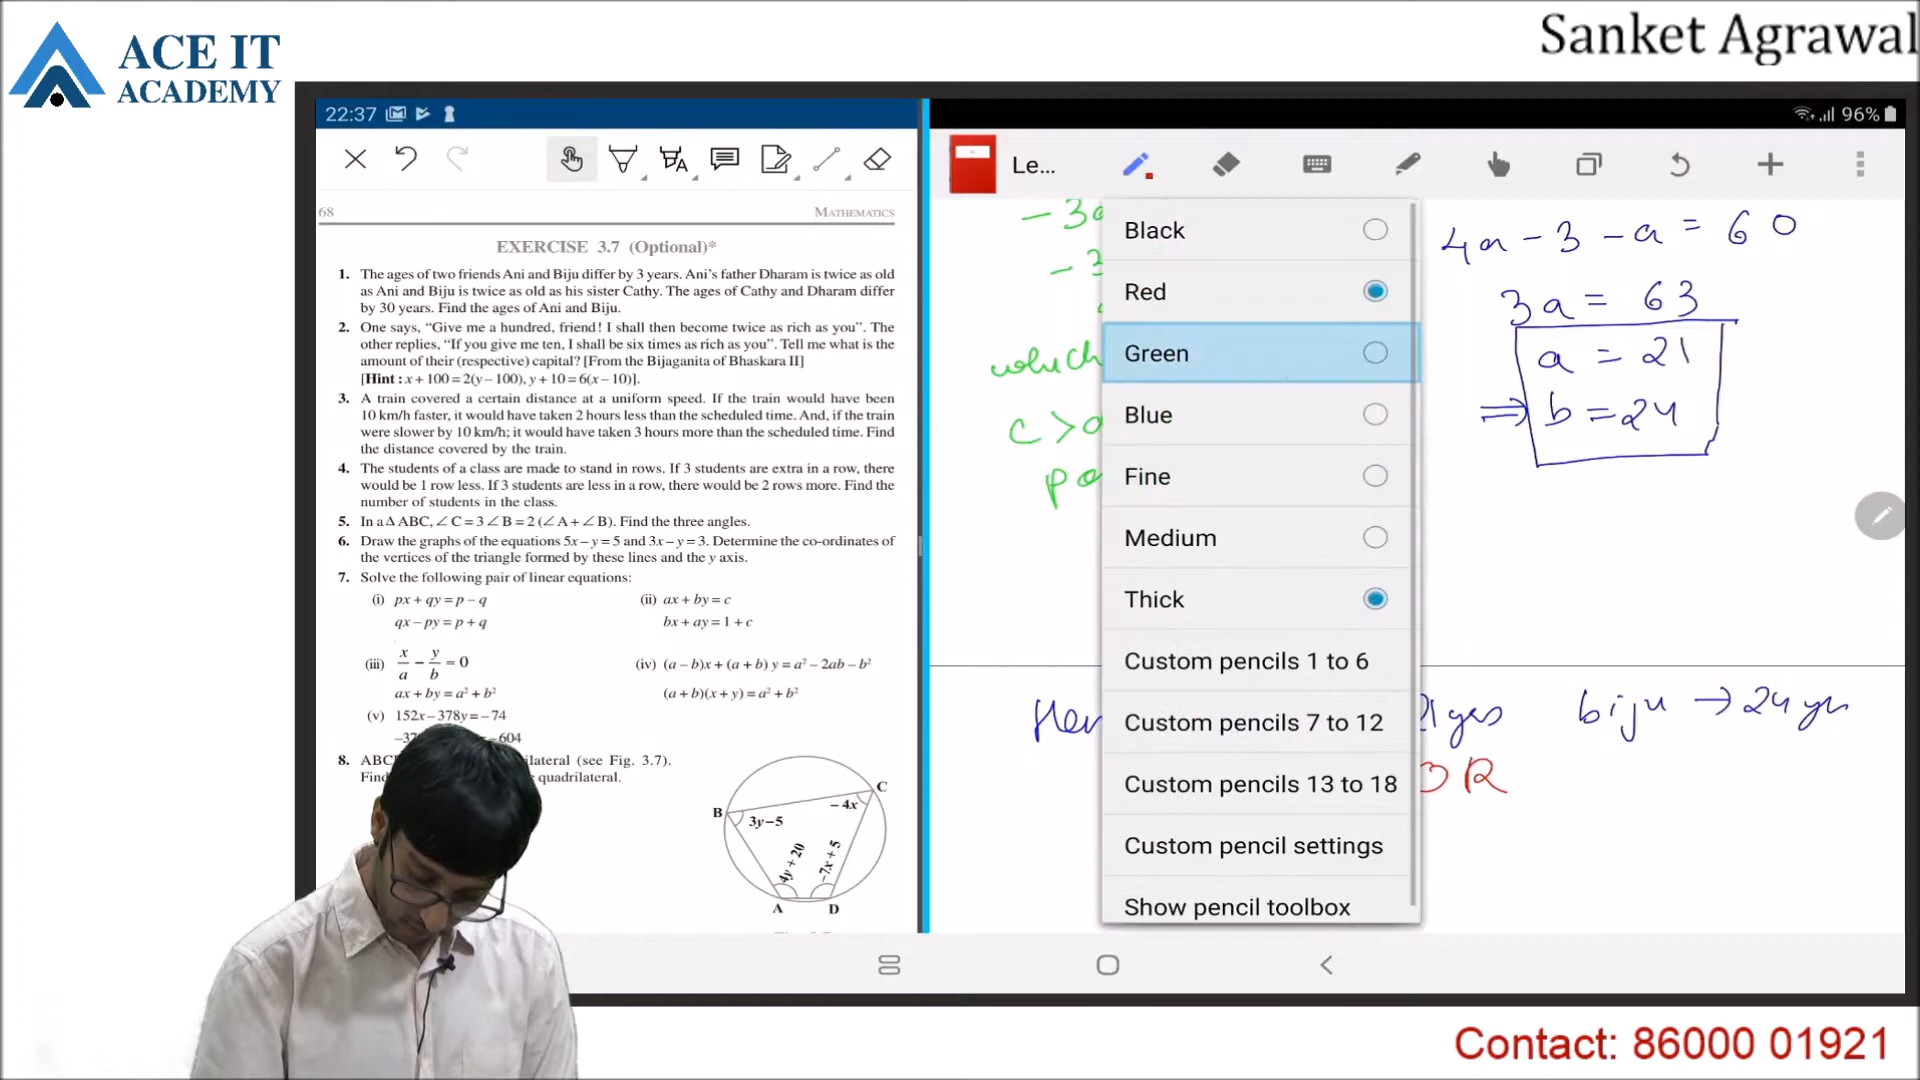 ACE IT
ACADEMY
Sanket Agrawal
22:37
96%
Le...
68 MATHEMATICS
EXERCISE 3.7 (Optional)*
1. The ages of two friends Ani and Biju differ by 3 years. Ani's father Dharam is twice as old
as Ani and Biju is twice as old as his sister Cathy. The ages of Cathy and Dharam differ
by 30 years. Find the ages of Ani and Biju.
2. One says, “Give me a hundred, friend! I shall then become twice as rich as you”. The
other replies, “If you give me ten, I shall be six times as rich as you”. Tell me what is the
amount of their (respective) capital? [From the Bijaganita of Bhaskara II]
[Hint : x + 100 = 2(y – 100), y + 10 = 6(x – 10)].
3. A train covered a certain distance at a uniform speed. If the train would have been
10 km/h faster, it would have taken 2 hours less than the scheduled time. And, if the train
were slower by 10 km/h; it would have taken 3 hours more than the scheduled time. Find
the distance covered by the train.
4. The students of a class are made to stand in rows. If 3 students are extra in a row, there
would be 1 row less. If 3 students are less in a row, there would be 2 rows more. Find the
number of students in the class.
5. In a Δ ABC, ∠ C = 3 ∠ B = 2 (∠ A + ∠ B). Find the three angles.
6. Draw the graphs of the equations 5x – y = 5 and 3x – y = 3. Determine the co-ordinates of
the vertices of the triangle formed by these lines and the y axis.
7. Solve the following pair of linear equations:
(i) px + qy = p – q
qx – py = p + q
(ii) ax + by = c
bx + ay = 1 + c
(iii) x/a – y/b = 0
ax + by = a² + b²
(iv) (a – b)x + (a + b) y = a² – 2ab – b²
(a + b)(x + y) = a² + b²
(v) 152x – 378y = – 74
–604
8. ABC ilateral (see Fig. 3.7).
Find quadrilateral.
B
C
A
D
3y–5
– 4x
4y + 20
–7x + 5
– 3a
– 3
which
c > a
Black
Red
Green
Blue
Fine
Medium
Thick
Custom pencils 1 to 6
Custom pencils 7 to 12
Custom pencils 13 to 18
Custom pencil settings
Show pencil toolbox
4a – 3 – a = 60
3a = 63
a = 21
⇒ b = 24
Hen 21 yrs biju → 24 yrs
OR
Contact: 86000 01921